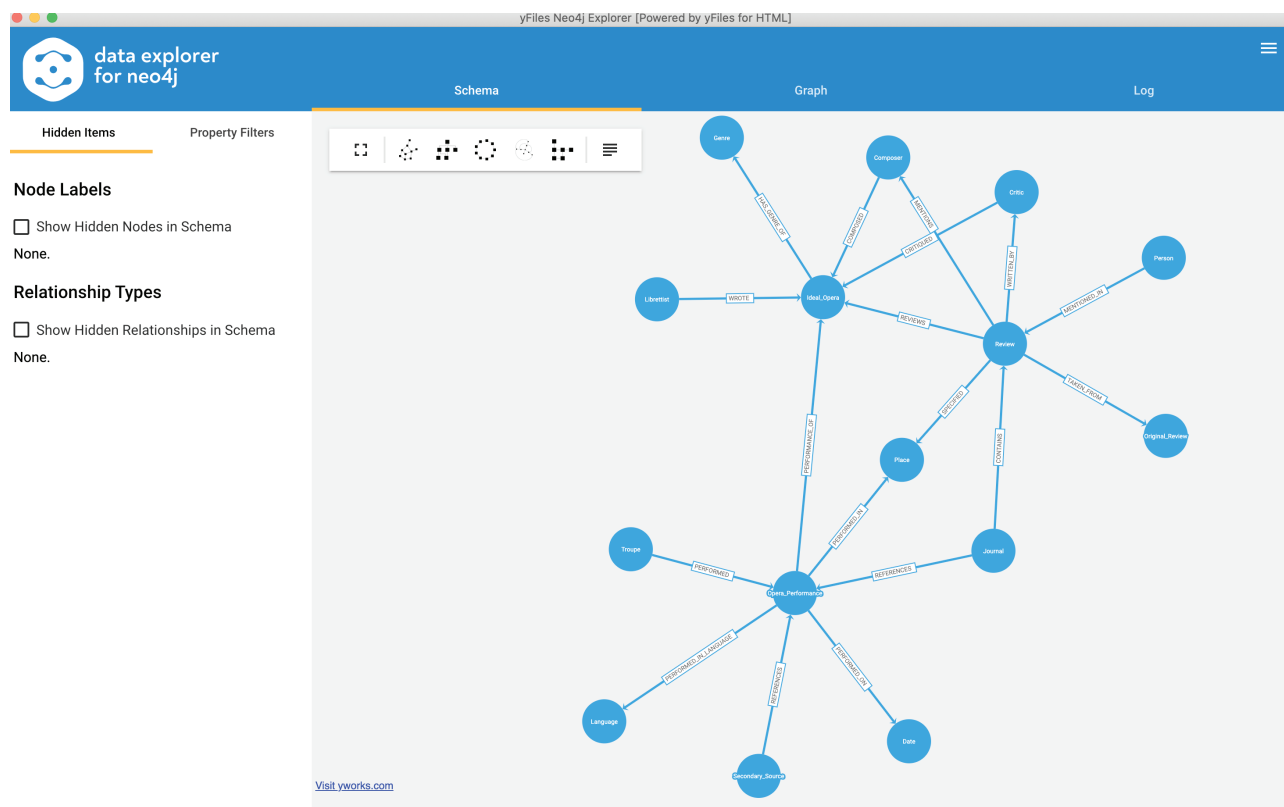 yFiles Neo4j Explorer [Powered by yFiles for HTML]
data explorer
for neo4j
Schema
Graph
Log
Hidden Items
Property Filters
Node Labels
Show Hidden Nodes in Schema
None.
Relationship Types
Show Hidden Relationships in Schema
None.
Genre
Composer
Critic
HAS_GENRE_OF
COMPOSED
MENTIONS
CRITIQUED
WRITTEN_BY
Person
Librettist
WROTE
Ideal_Opera
MENTIONED_IN
REVIEWS
Review
TAKEN_FROM
SPECIFIED
Original_Review
PERFORMANCE_OF
CONTAINS
Place
PERFORMED_IN
Troupe
Journal
PERFORMED
REFERENCES
Opera_Performance
PERFORMED_IN_LANGUAGE
PERFORMED_ON
REFERENCES
Language
Date
Secondary_Source
Visit yworks.com